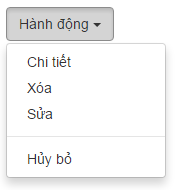 Hành động
Chi tiết
Xóa
Sửa
Hủy bỏ